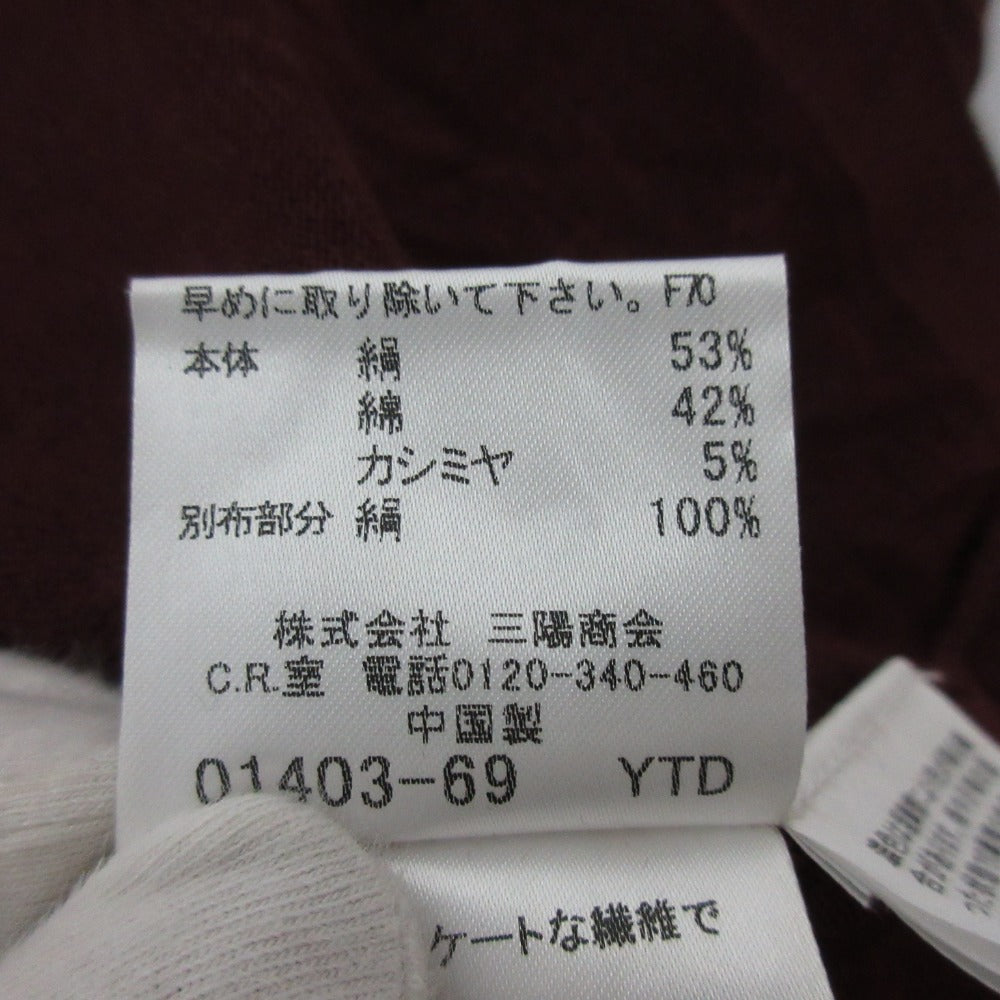 早めに取り除いて下さい。F70
本体 絹 53%
綿 42%
カシミヤ 5%
別布部分 絹 100%
株式会社 三陽商会
C.R.室 電話0120-340-460
中国製
01403-69 YTD
ケートな繊維で